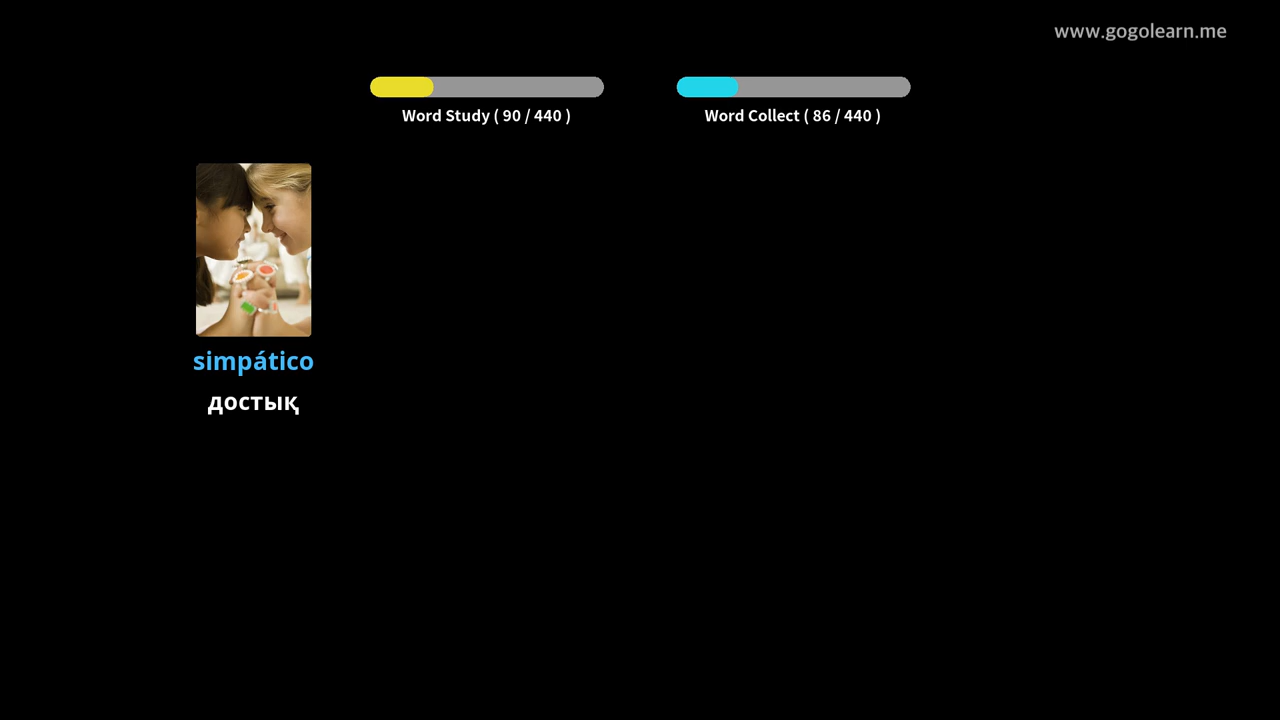 www.gogolearn.me
Word Study ( 90 / 440 )
Word Collect ( 86 / 440 )
simpático
достық